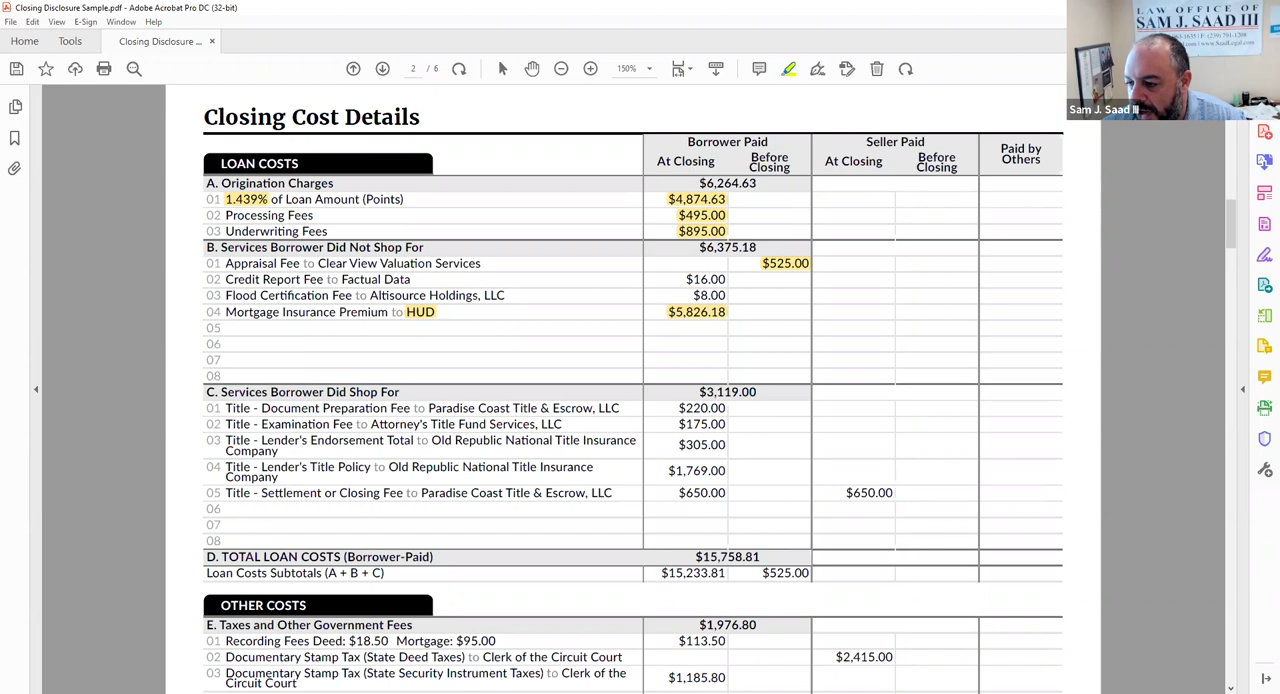 Closing Disclosure Sample.pdf - Adobe Acrobat Pro DC (32-bit)
File Edit View E-Sign Window Help
Home Tools Closing Disclosure ... ×
2 / 6 150%
LAW OFFICE OF
SAM J. SAAD III
Sam J. Saad III
Closing Cost Details
Borrower Paid Seller Paid Paid by Others
At Closing Before Closing At Closing Before Closing
LOAN COSTS
A. Origination Charges $6,264.63
01 1.439% of Loan Amount (Points) $4,874.63
02 Processing Fees $495.00
03 Underwriting Fees $895.00
B. Services Borrower Did Not Shop For $6,375.18
01 Appraisal Fee to Clear View Valuation Services $525.00
02 Credit Report Fee to Factual Data $16.00
03 Flood Certification Fee to Altisource Holdings, LLC $8.00
04 Mortgage Insurance Premium to HUD $5,826.18
05
06
07
08
C. Services Borrower Did Shop For $3,119.00
01 Title - Document Preparation Fee to Paradise Coast Title & Escrow, LLC $220.00
02 Title - Examination Fee to Attorney's Title Fund Services, LLC $175.00
03 Title - Lender's Endorsement Total to Old Republic National Title Insurance
Company $305.00
04 Title - Lender's Title Policy to Old Republic National Title Insurance
Company $1,769.00
05 Title - Settlement or Closing Fee to Paradise Coast Title & Escrow, LLC $650.00 $650.00
06
07
08
D. TOTAL LOAN COSTS (Borrower-Paid) $15,758.81
Loan Costs Subtotals (A + B + C) $15,233.81 $525.00
OTHER COSTS
E. Taxes and Other Government Fees $1,976.80
01 Recording Fees Deed: $18.50 Mortgage: $95.00 $113.50
02 Documentary Stamp Tax (State Deed Taxes) to Clerk of the Circuit Court $2,415.00
03 Documentary Stamp Tax (State Security Instrument Taxes) to Clerk of the
Circuit Court $1,185.80